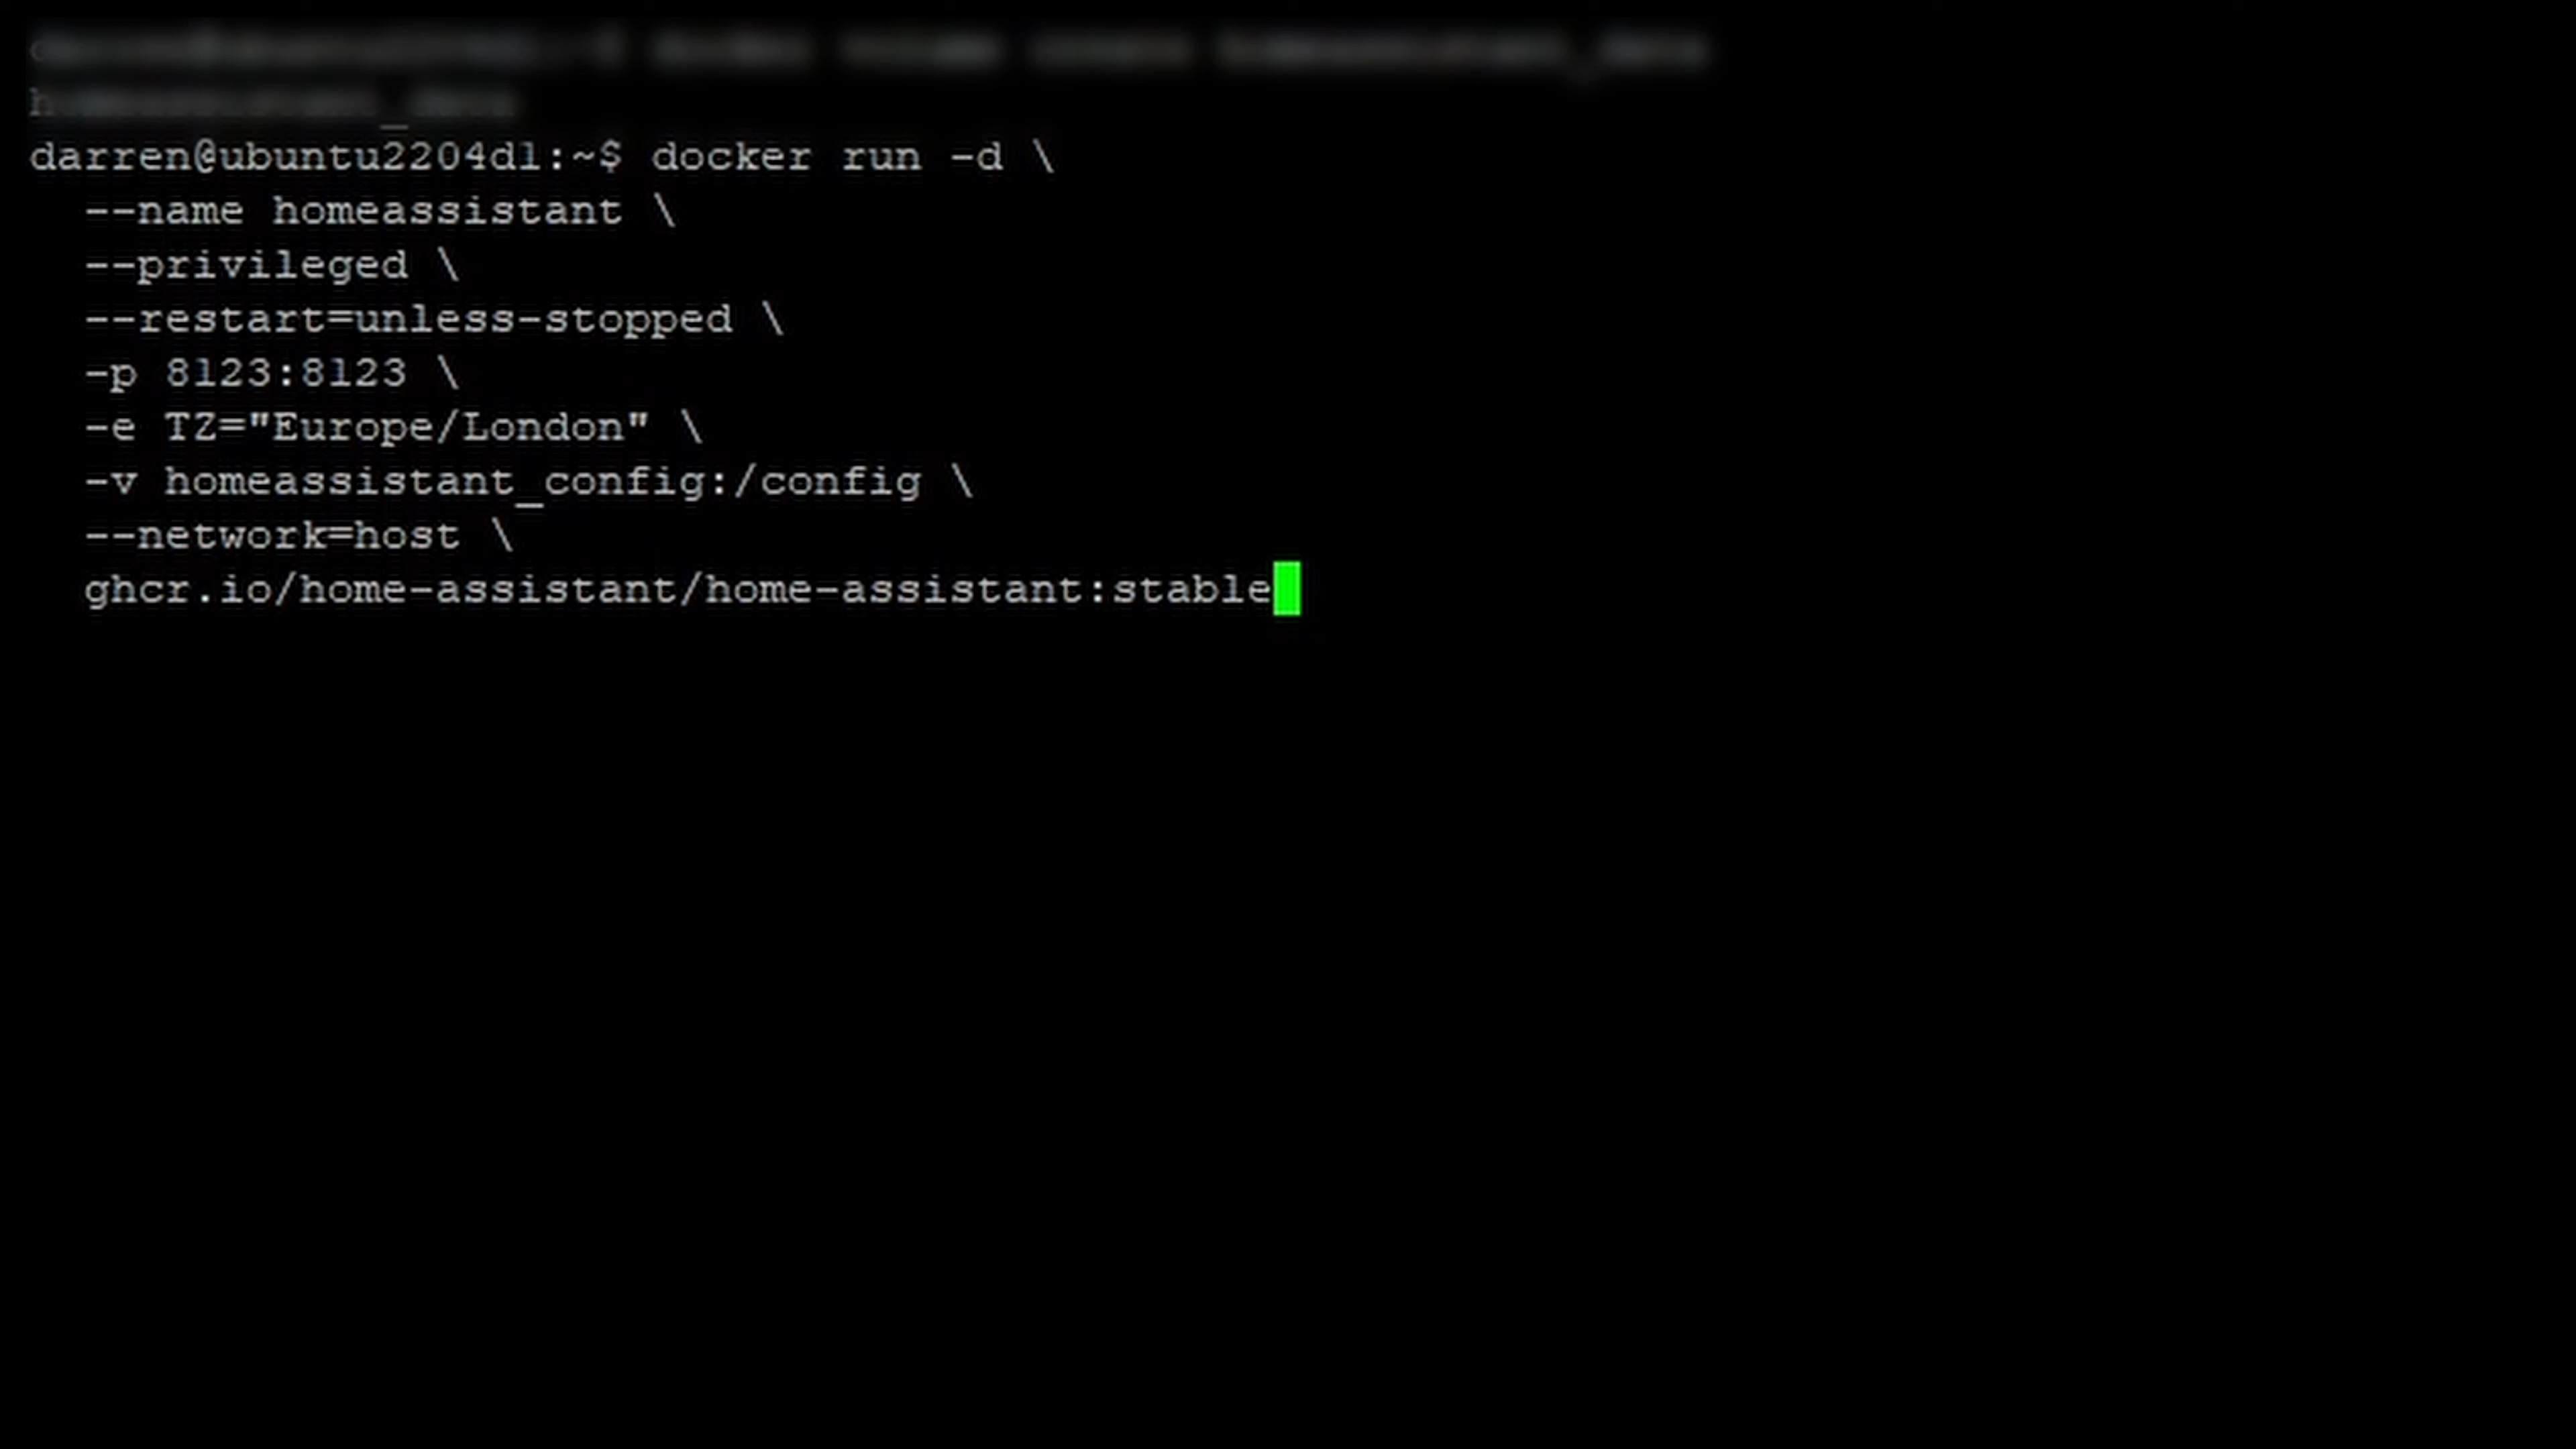 darren@ubuntu2204dl:~$ docker run -d \
--name homeassistant \
--privileged \
--restart=unless-stopped \
-p 8123:8123 \
-e TZ="Europe/London" \
-v homeassistant_config:/config \
--network=host \
ghcr.io/home-assistant/home-assistant:stable